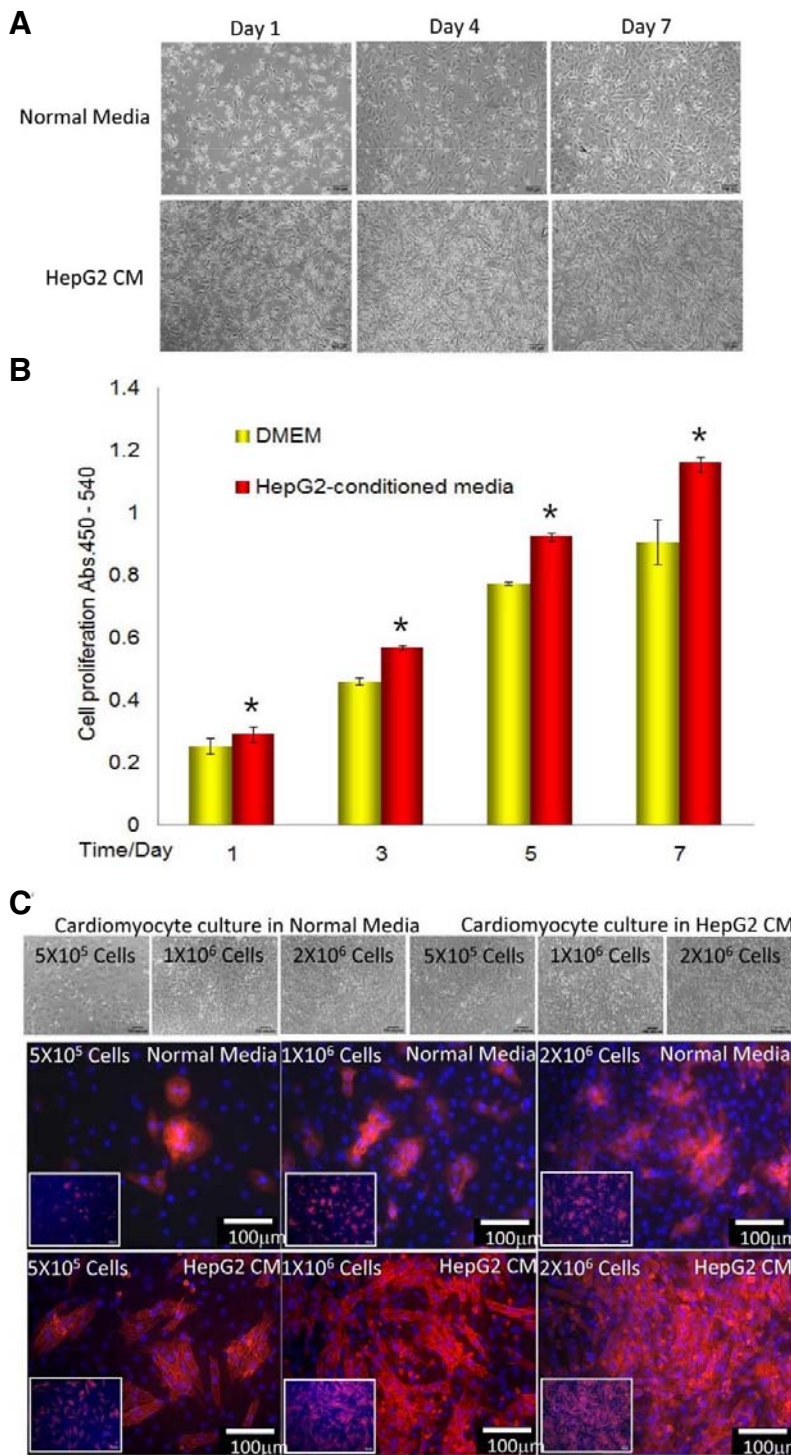 A
Day 1 Day 4 Day 7
Normal Media
HepG2 CM
B
1.4
1.2
1
0.8
0.6
0.4
0.2
0
Cell proliferation Abs.450 - 540
DMEM
HepG2-conditioned media
* * * *
Time/Day 1 3 5 7
C
Cardiomyocyte culture in Normal Media Cardiomyocyte culture in HepG2 CM
5X10⁵ Cells 1X10⁶ Cells 2X10⁶ Cells 5X10⁵ Cells 1X10⁶ Cells 2X10⁶ Cells
5X10⁵ Cells Normal Media 1X10⁶ Cells Normal Media 2X10⁶ Cells Normal Media
100μm 100μm 100μm
5X10⁵ Cells HepG2 CM 1X10⁶ Cells HepG2 CM 2X10⁶ Cells HepG2 CM
100μm 100μm 100μm